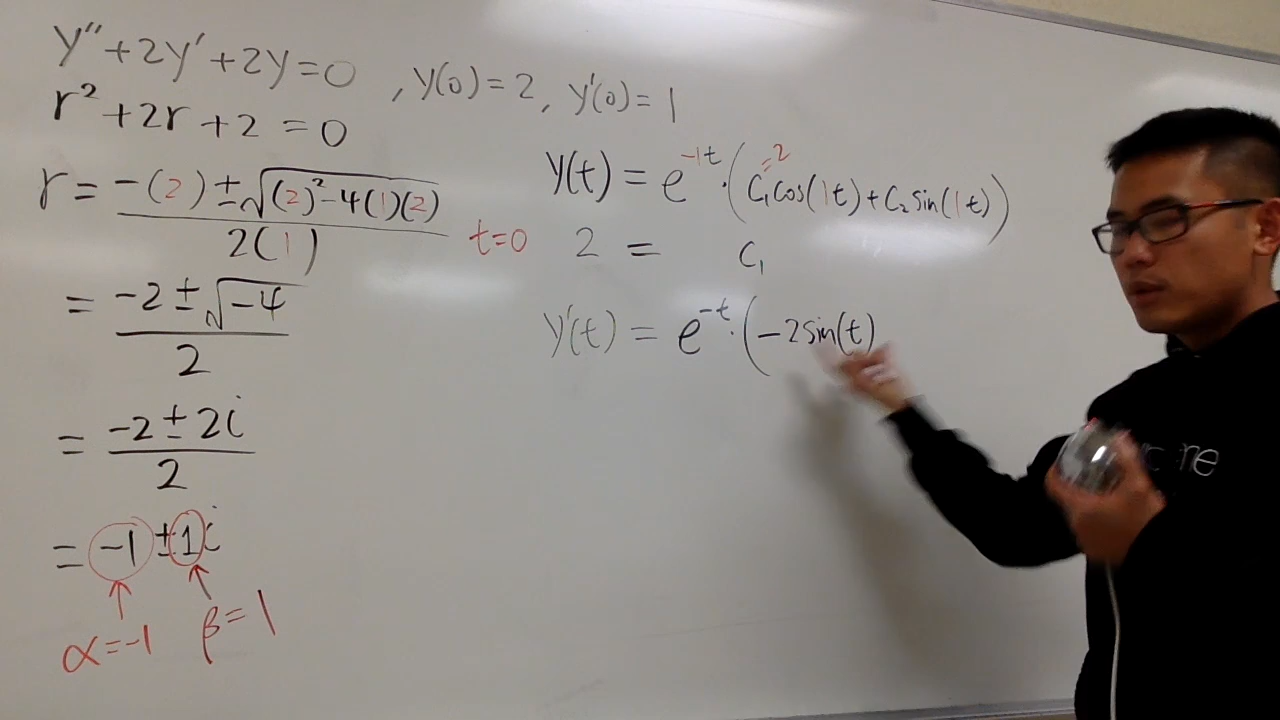 y'' + 2y' + 2y = 0 , y(0) = 2, y'(0) = 1
r² + 2r + 2 = 0
r = (-(2) ± √((2)² - 4(1)(2))) / 2(1)
= (-2 ± √-4) / 2
= (-2 ± 2i) / 2
= -1 ± 1i
α = -1 β = 1
y(t) = e^(-1t) · (C₁cos(1t) + C₂sin(1t))
= 2
t = 0 2 = C₁
y'(t) = e^(-t) · (-2sin(t)